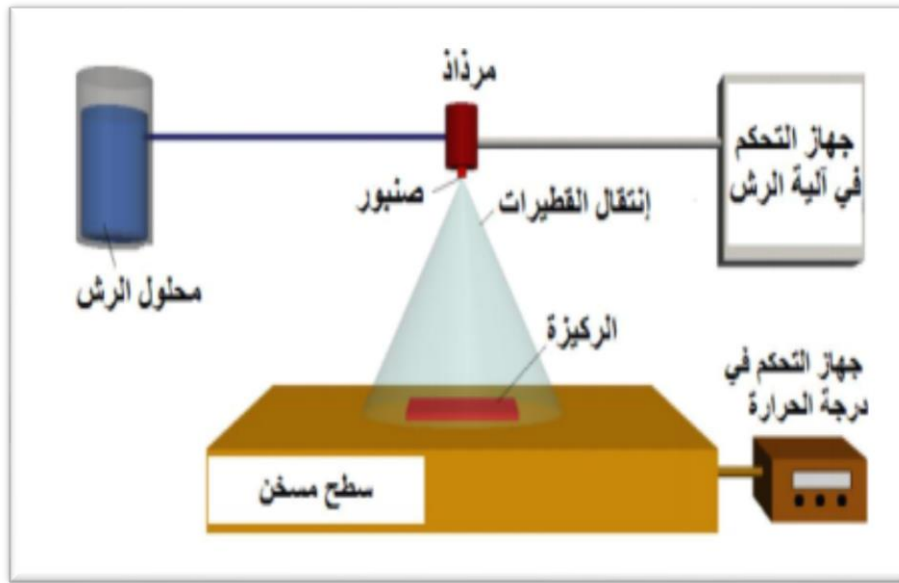 مرذاذ
جهاز التحكم
في آلية الرش
صنبور
إنتقال القطيرات
محلول الرش
الركيزة
جهاز التحكم في
درجة الحرارة
سطح مسخن